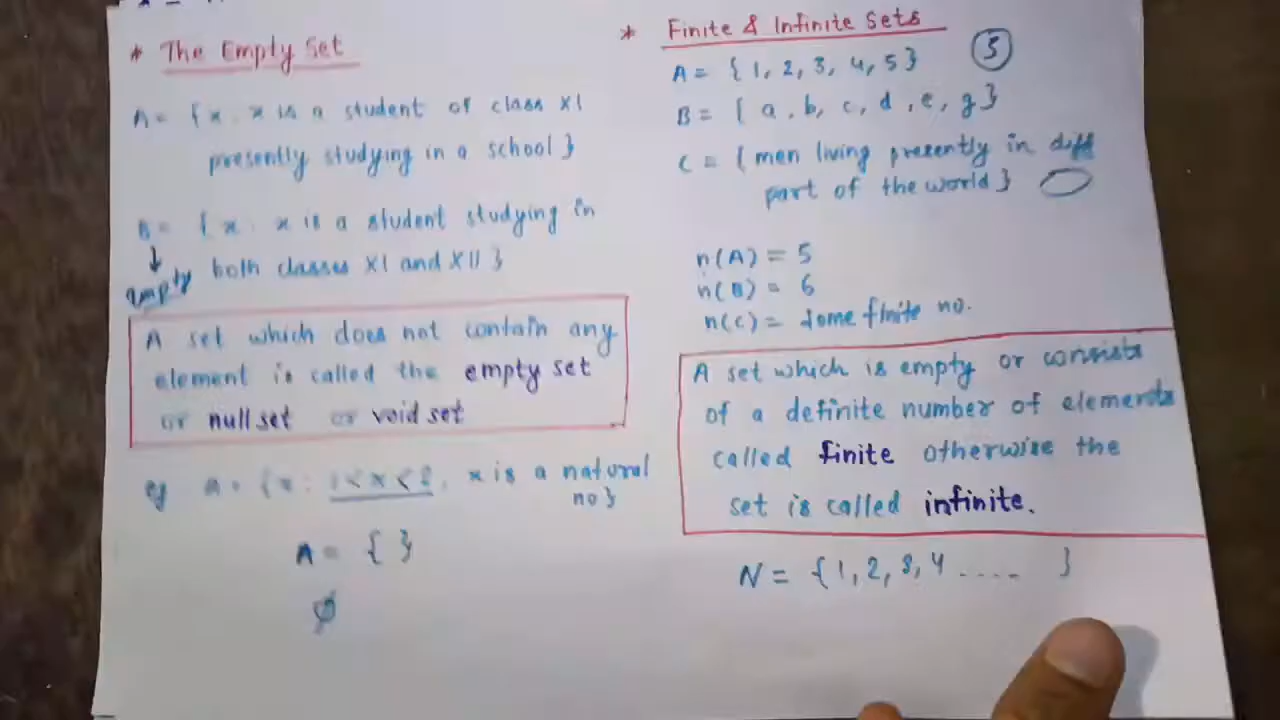 * The Empty Set
A = {x : x is a student of class XI
presently studying in a school}
B = {x : x is a student studying in
both classes XI and XII}
↓
empty
A set which does not contain any
element is called the empty set
or null set or void set
eg A = {x : 1 < x < 2, x is a natural
no}
A = { }
φ
* Finite & Infinite Sets
A = {1, 2, 3, 4, 5} 5
B = {a, b, c, d, e, g}
C = {men living presently in diff
part of the world}
n(A) = 5
n(B) = 6
n(C) = some finite no.
A set which is empty or consists
of a definite number of elements
called finite otherwise the
set is called infinite.
N = {1, 2, 3, 4 ..... }